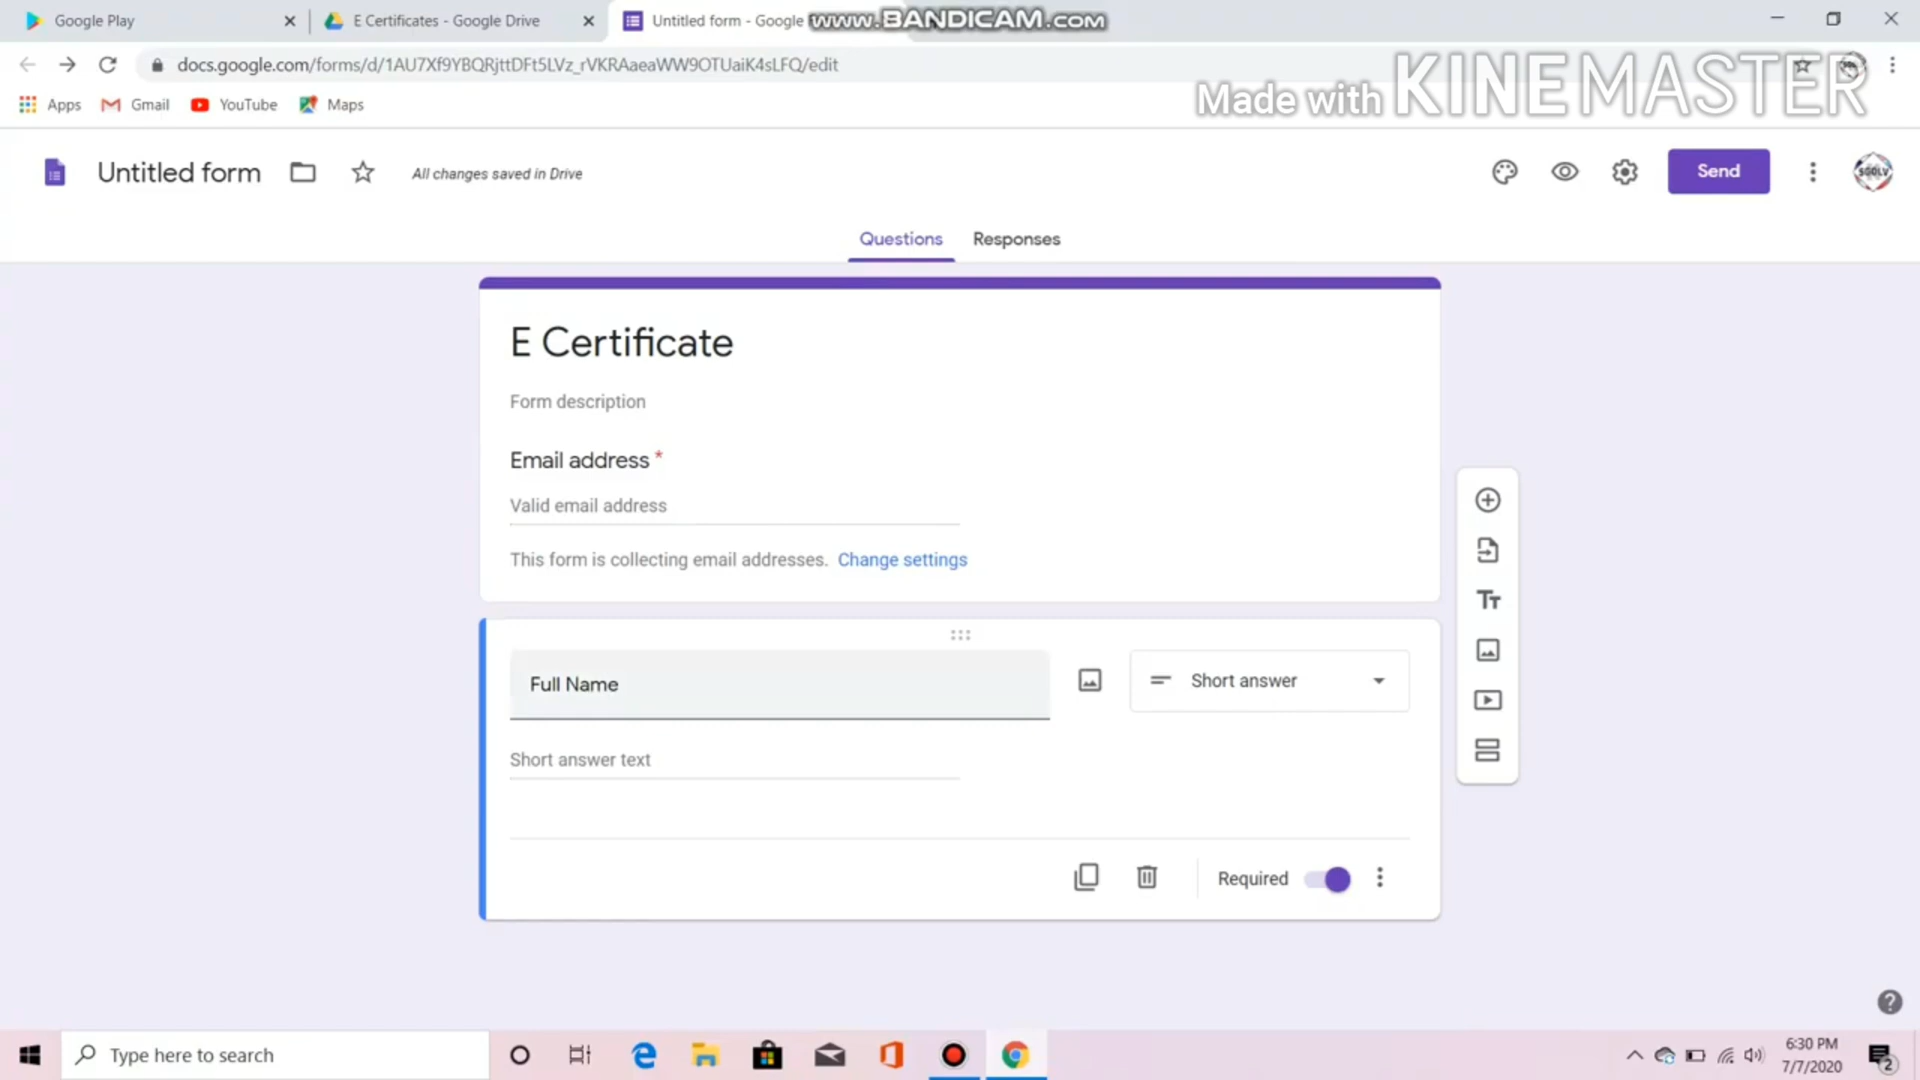 Google Play
E Certificates - Google Drive
Untitled form - Google
www.BANDICAM.com
docs.google.com/forms/d/1AU7Xf9YBQRjttDFt5LVz_rVKRAaeaWW9OTUaiK4sLFQ/edit
Made with KINEMASTER
Apps
Gmail
YouTube
Maps
Untitled form
All changes saved in Drive
Send
SGOLV
Questions
Responses
E Certificate
Form description
Email address *
Valid email address
This form is collecting email addresses. Change settings
Full Name
Short answer
Tт
Short answer text
Required
Type here to search
6:30 PM
7/7/2020
2